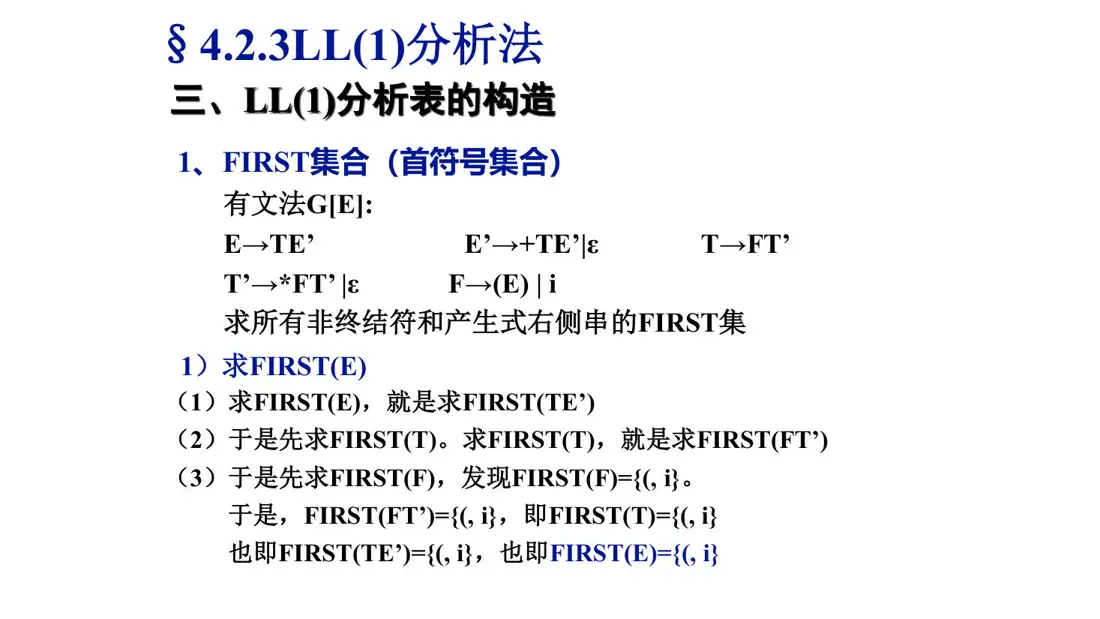 §4.2.3LL(1)分析法
三、LL(1)分析表的构造
1、FIRST集合（首符号集合）
有文法G[E]:
E→TE’ E’→+TE’|ε T→FT’
T’→*FT’ |ε F→(E) | i
求所有非终结符和产生式右侧串的FIRST集
1）求FIRST(E)
（1）求FIRST(E)，就是求FIRST(TE’)
（2）于是先求FIRST(T)。求FIRST(T)，就是求FIRST(FT’)
（3）于是先求FIRST(F)，发现FIRST(F)={(, i}。
于是，FIRST(FT’)={(, i}，即FIRST(T)={(, i}
也即FIRST(TE’)={(, i}，也即FIRST(E)={(, i}